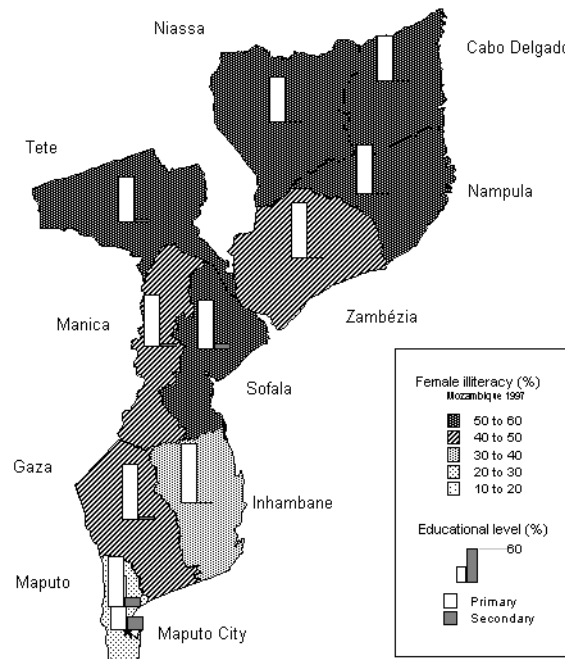 Niassa
Cabo Delgado
Tete
Nampula
Manica
Zambézia
Sofala
Gaza
Inhambane
Maputo
Maputo City
Female illiteracy (%)
Mozambique 1997
50 to 60
40 to 50
30 to 40
20 to 30
10 to 20
Educational level (%)
60
Primary
Secondary